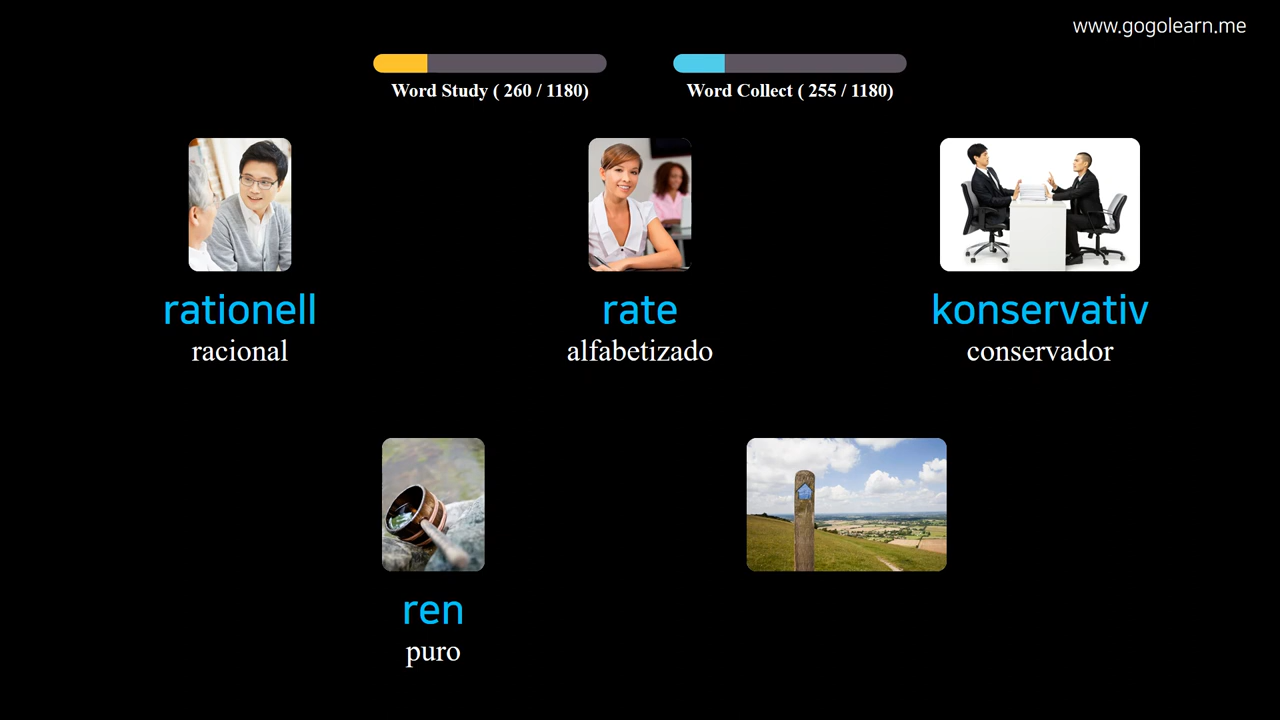 www.gogolearn.me
Word Study ( 260 / 1180)
Word Collect ( 255 / 1180)
rationell
racional
rate
alfabetizado
konservativ
conservador
ren
puro